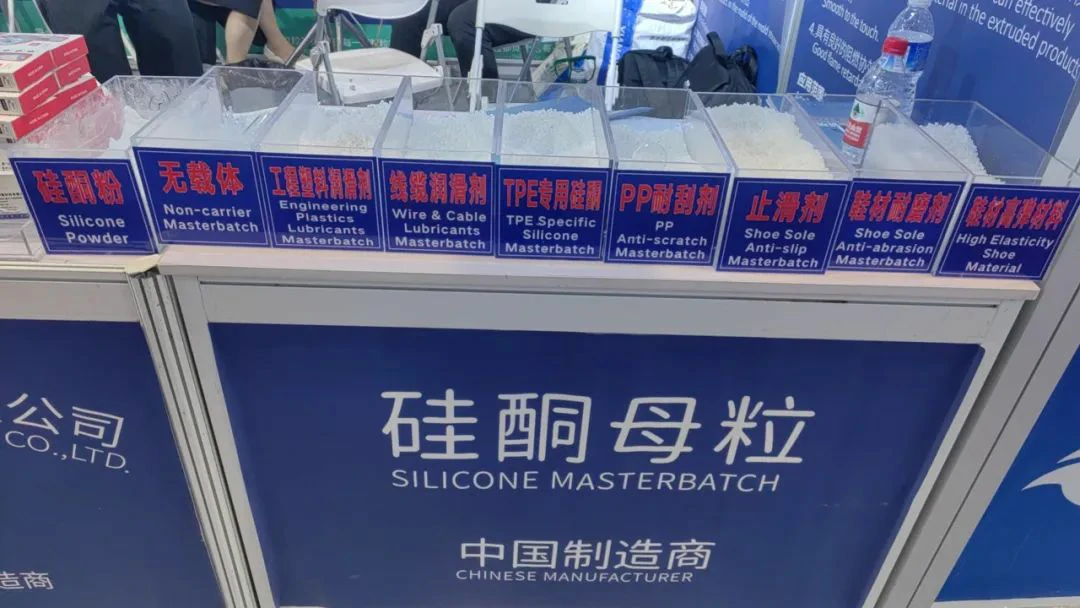 can effectively
in the extruded products
Smooth to the touch.
Good flame
硅酮粉
Silicone
Powder
无载体
Non-carrier
Masterbatch
工程塑料润滑剂
Engineering
Plastics
Lubricants
Masterbatch
线缆润滑剂
Wire & Cable
Lubricants
Masterbatch
TPE专用硅酮
TPE Specific
Silicone
Masterbatch
PP耐刮剂
PP
Anti-scratch
Masterbatch
止滑剂
Shoe Sole
Anti-slip
Masterbatch
鞋材耐磨剂
Shoe Sole
Anti-abrasion
Masterbatch
鞋材高弹材料
High Elasticity
Shoe
Material
公司
CO.,LTD.
造商
硅酮母粒
SILICONE MASTERBATCH
中国制造商
CHINESE MANUFACTURER